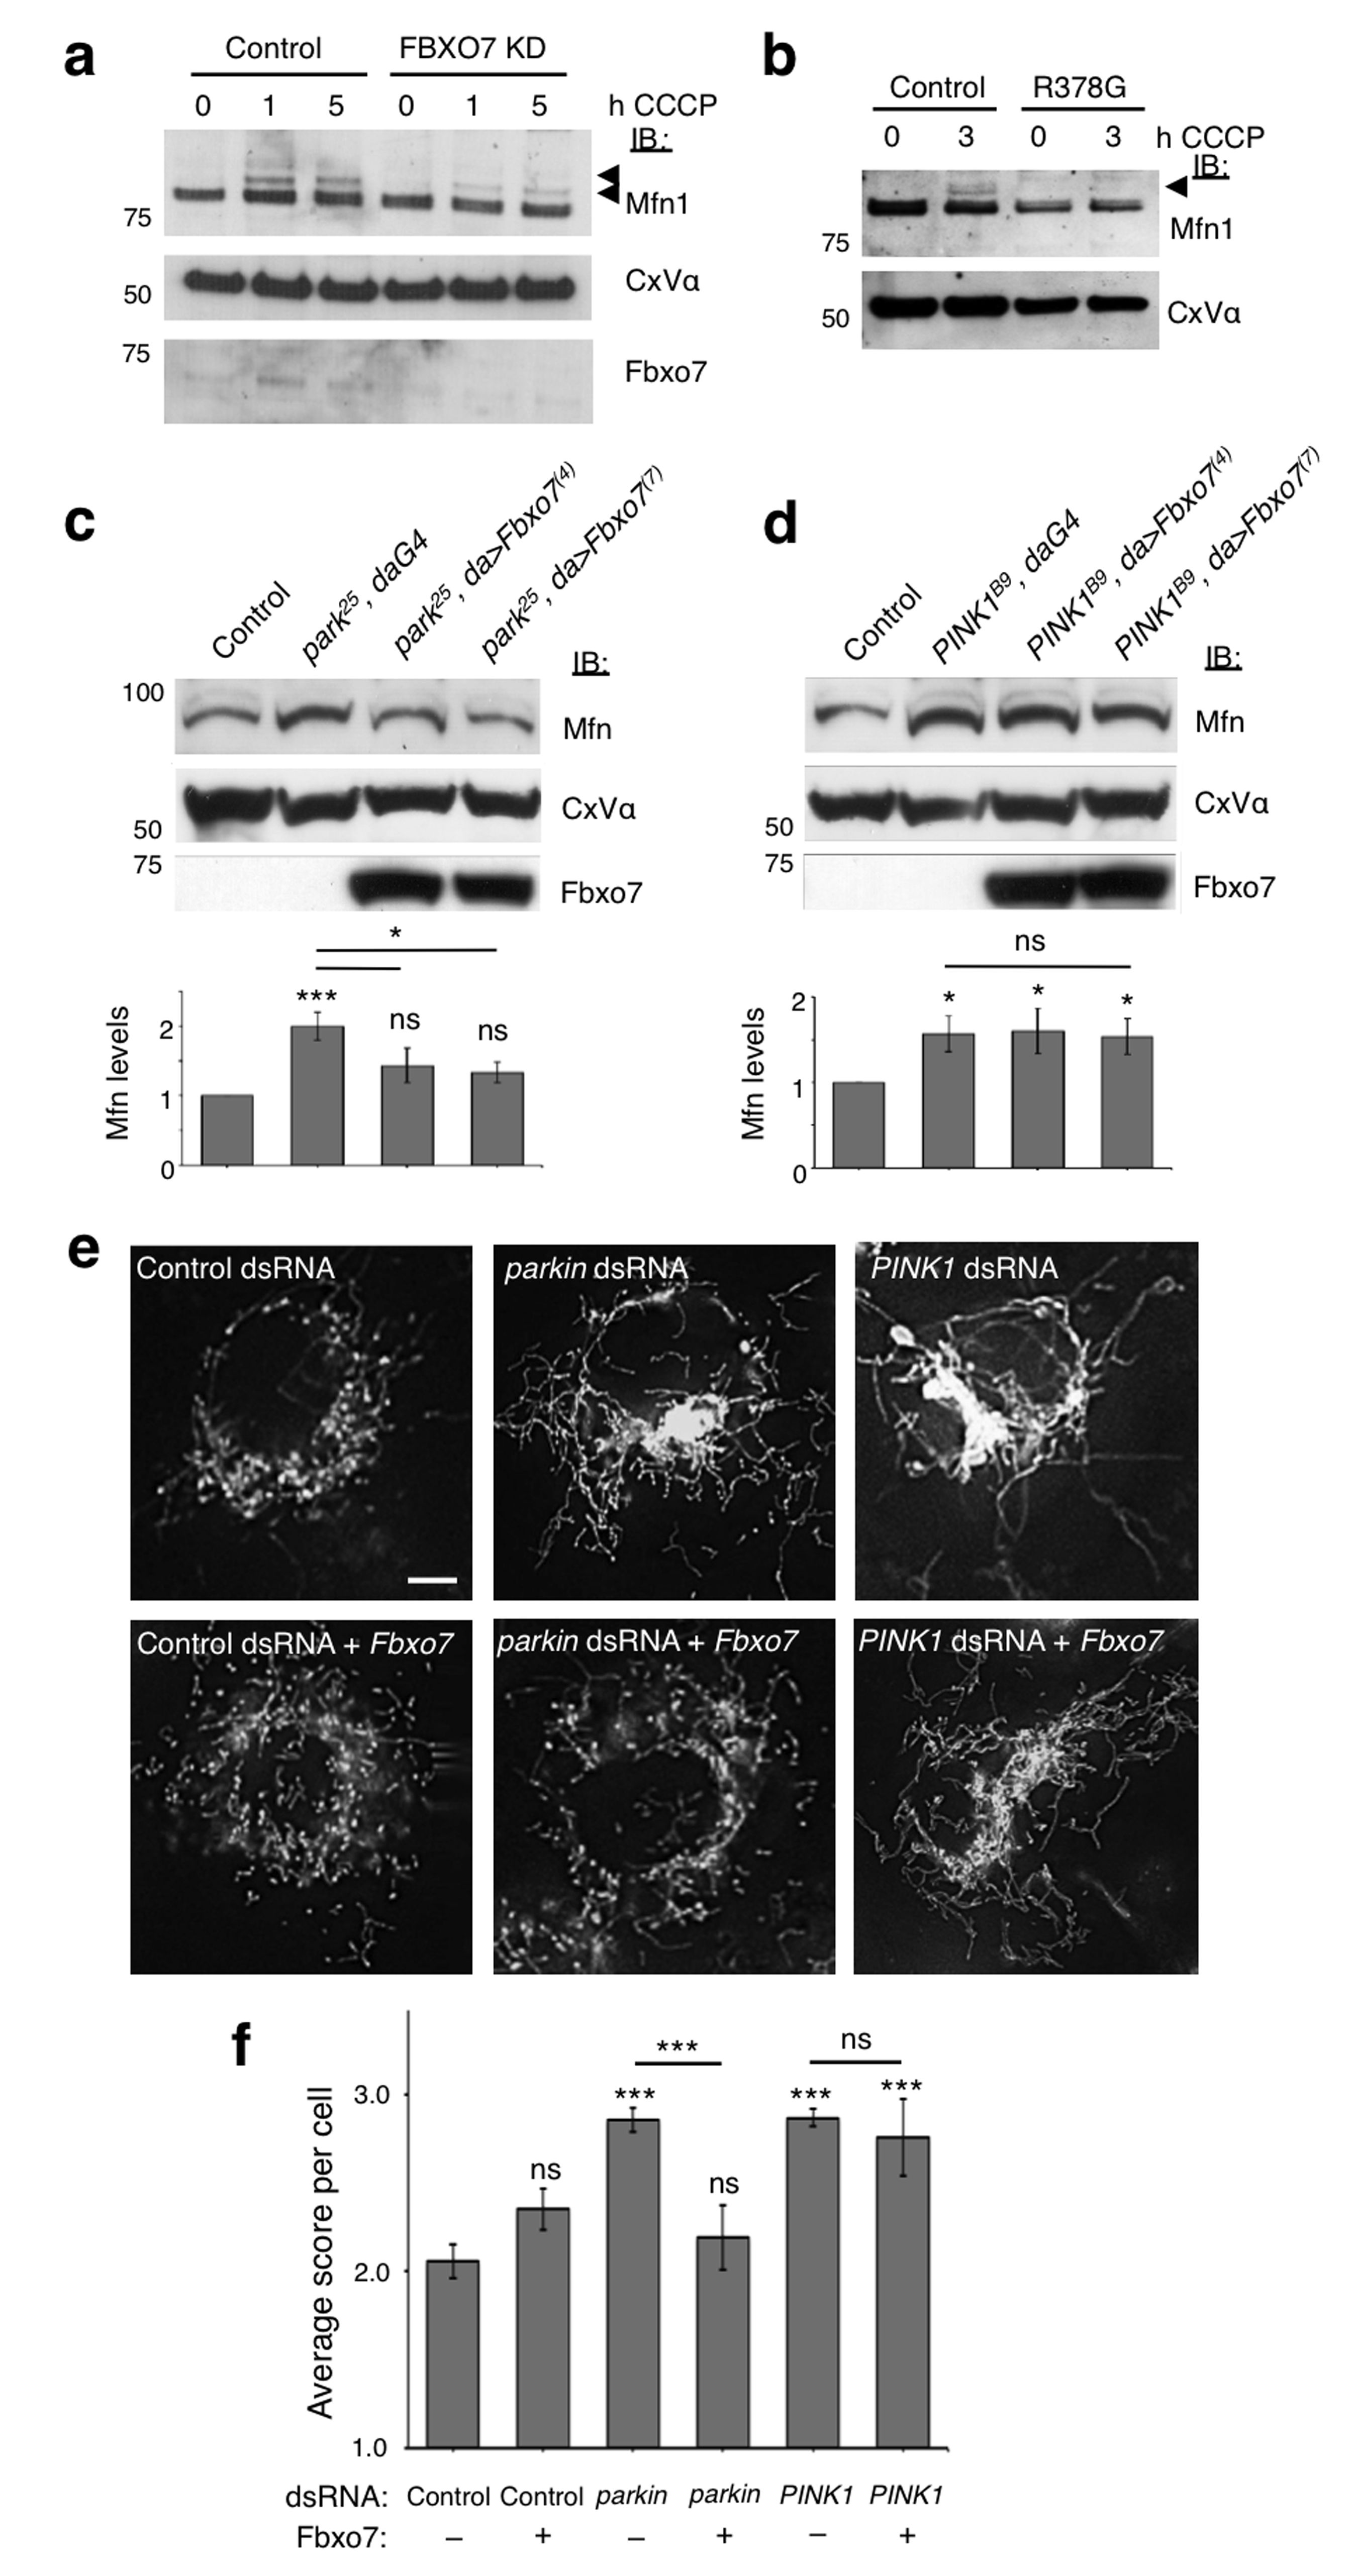 a
Control FBXO7 KD
0 1 5 0 1 5 h CCCP
IB:
Mfn1
75
CxVα
50
75
Fbxo7
b
Control R378G
0 3 0 3 h CCCP
IB:
Mfn1
75
CxVα
50
c
Control
park25, daG4
park25, da>Fbxo7(4)
park25, da>Fbxo7(7)
IB:
100
Mfn
CxVα
50
75
Fbxo7
*
*** ns ns
Mfn levels
2
1
0
d
Control
PINK1B9, daG4
PINK1B9, da>Fbxo7(4)
PINK1B9, da>Fbxo7(7)
IB:
Mfn
CxVα
50
75
Fbxo7
ns
* * *
Mfn levels
2
1
0
e
Control dsRNA
parkin dsRNA
PINK1 dsRNA
Control dsRNA + Fbxo7
parkin dsRNA + Fbxo7
PINK1 dsRNA + Fbxo7
f
*** ns
ns *** ns *** ***
Average score per cell
3.0
2.0
1.0
dsRNA: Control Control parkin parkin PINK1 PINK1
Fbxo7: – + – + – +